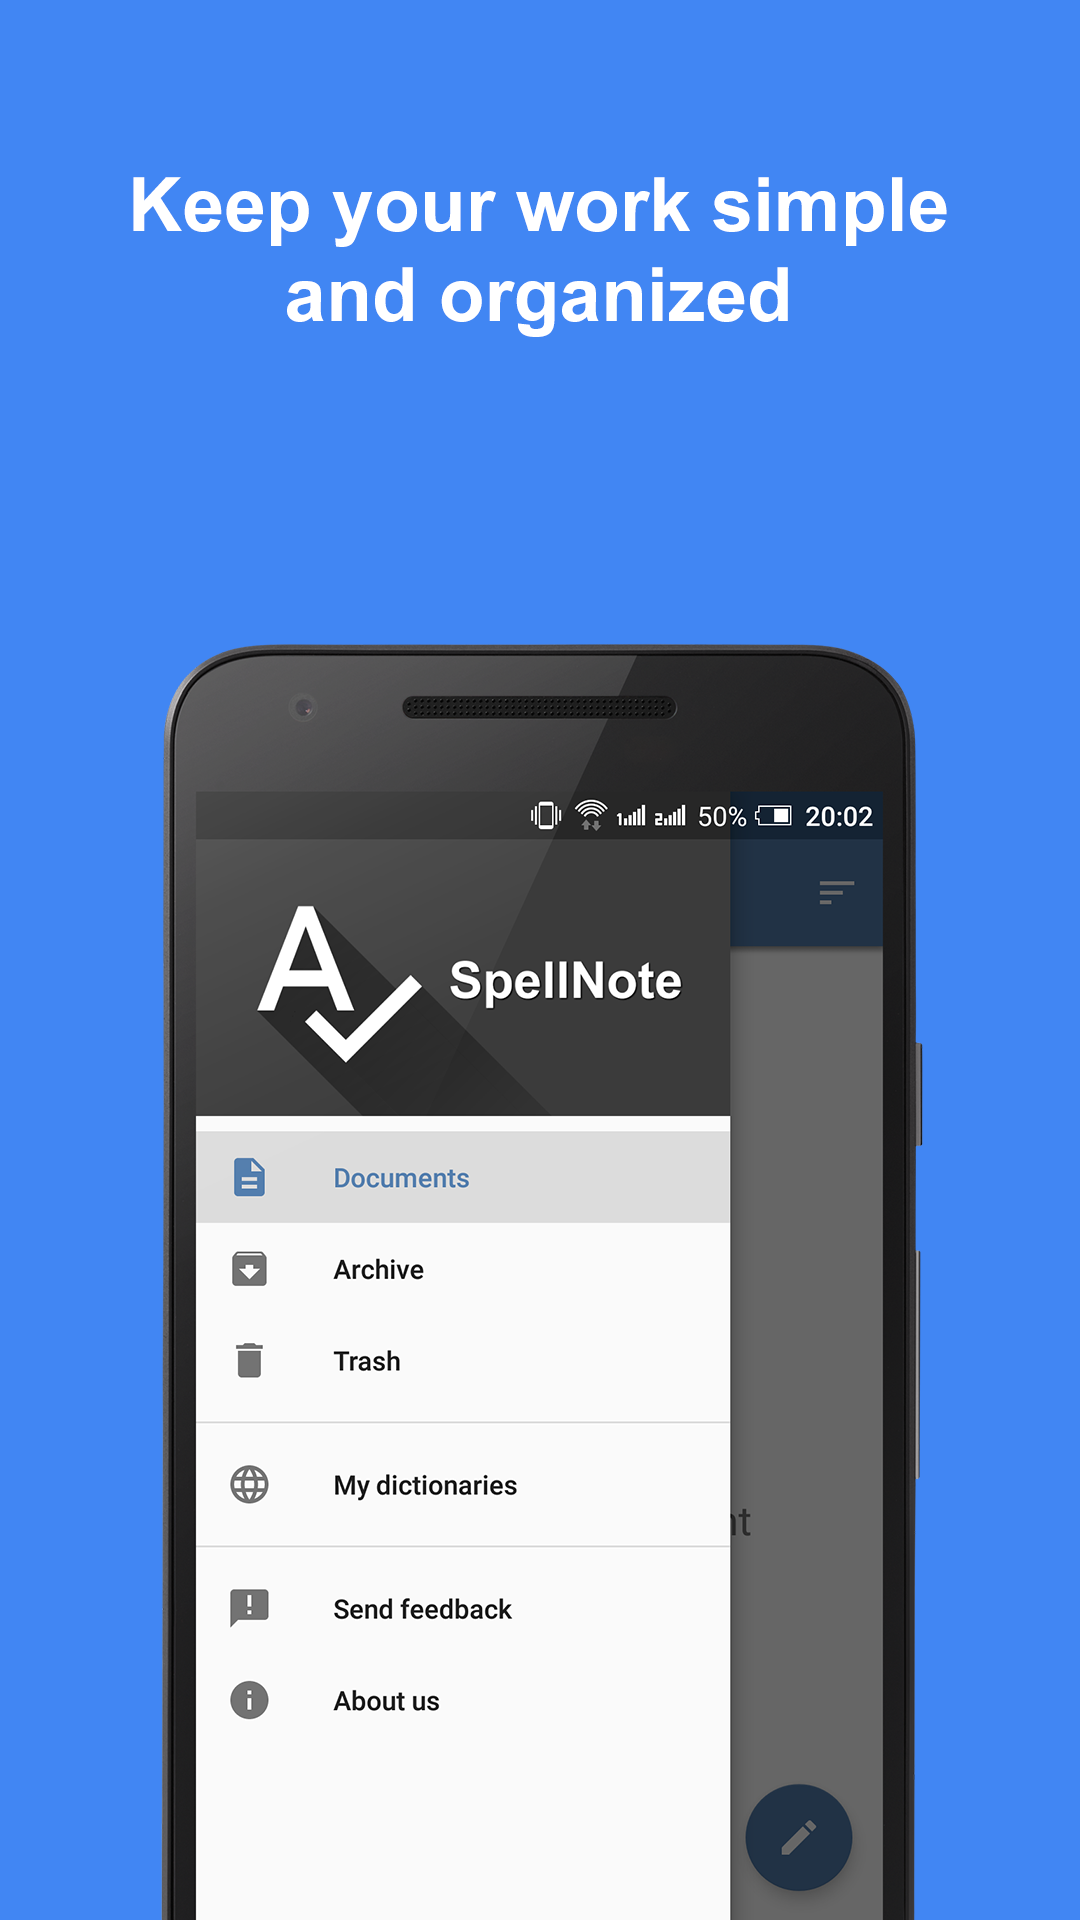 Keep your work simple
and organized
50% 20:02
SpellNote
Documents
Archive
Trash
My dictionaries
nt
Send feedback
About us